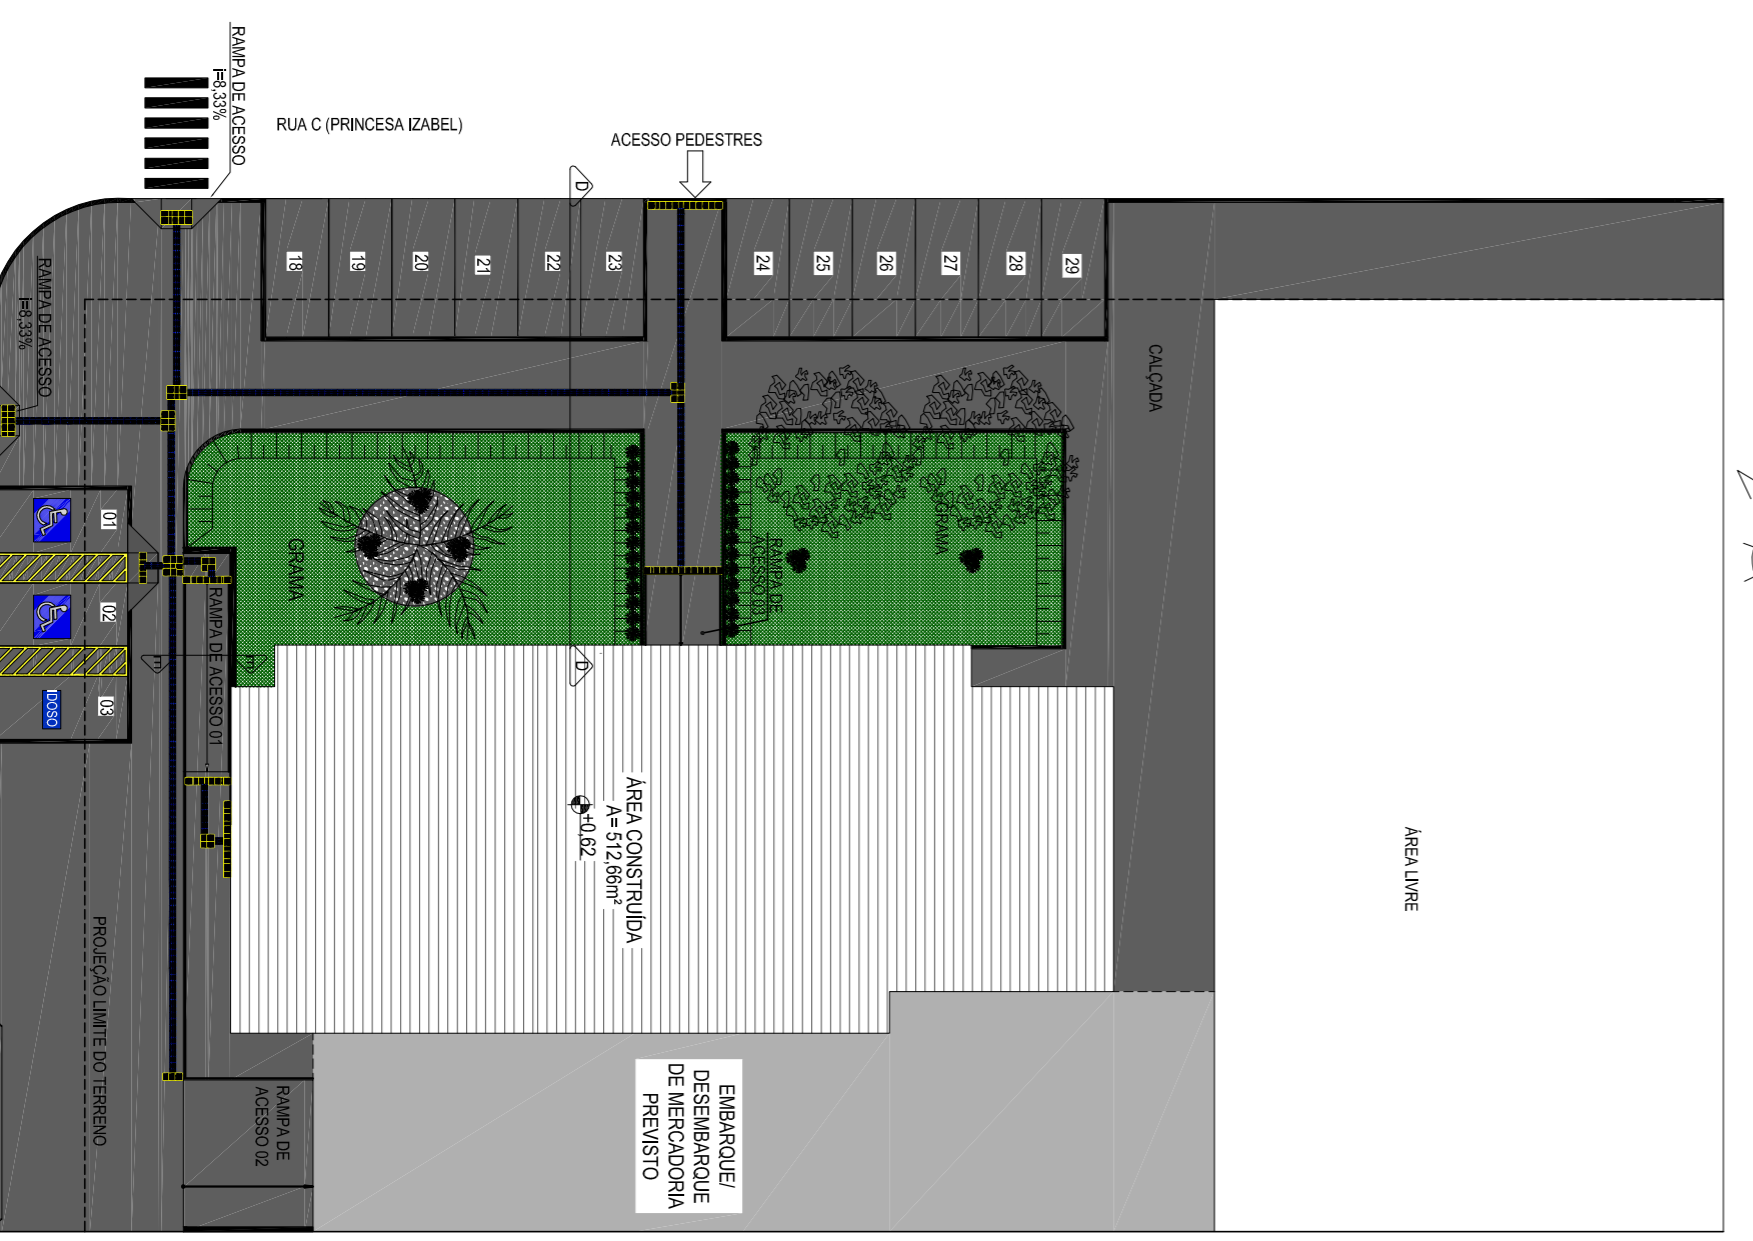 RAMPA DE ACESSO
i=8,33%
RUA C (PRINCESA IZABEL)
ACESSO PEDESTRES
D
18
19
20
21
22
23
24
25
26
27
28
29
RAMPA DE ACESSO
i=8,33%
CALÇADA
01
02
03
IDOSO
GRAMA
GRAMA
RAMPA DE
ACESSO 03
RAMPA DE ACESSO 01
E
E
D
ÁREA CONSTRUÍDA
A= 512,66m²
+0,62
ÁREA LIVRE
PROJEÇÃO LIMITE DO TERRENO
RAMPA DE
ACESSO 02
EMBARQUE/
DESEMBARQUE
DE MERCADORIA
PREVISTO